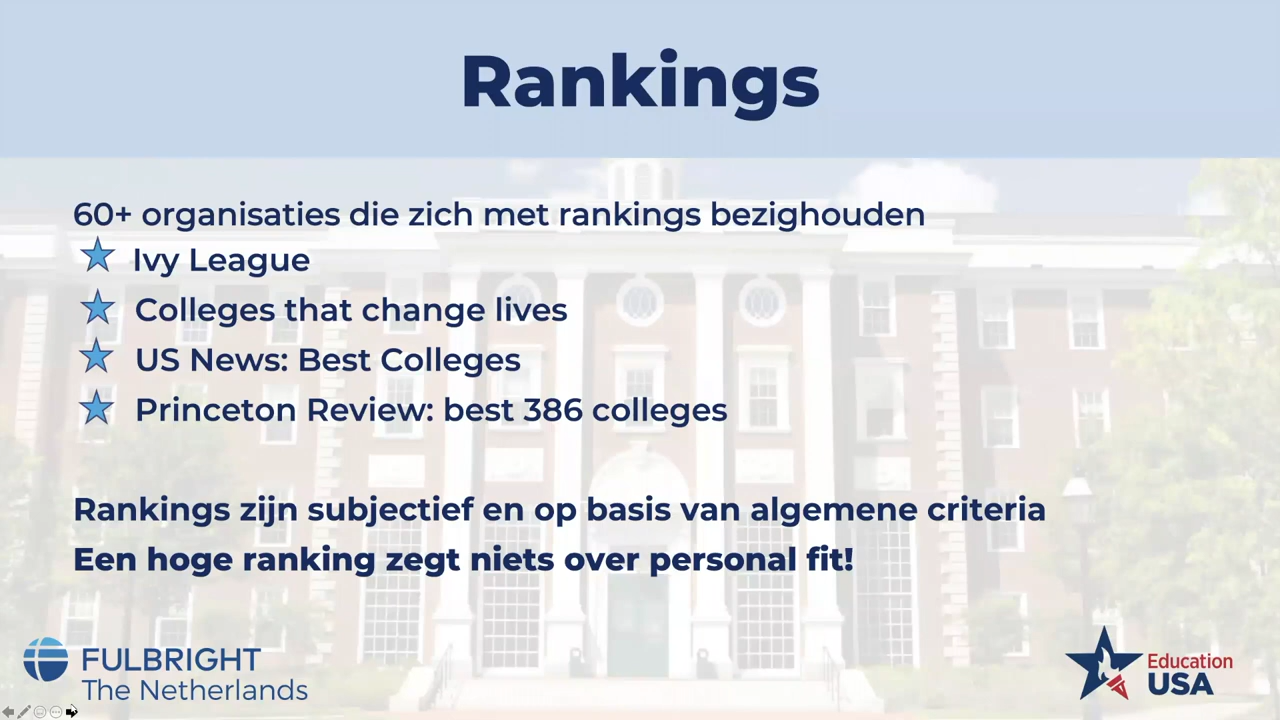 Rankings
60+ organisaties die zich met rankings bezighouden
Ivy League
Colleges that change lives
US News: Best Colleges
Princeton Review: best 386 colleges
Rankings zijn subjectief en op basis van algemene criteria
Een hoge ranking zegt niets over personal fit!
FULBRIGHT
The Netherlands
Education
USA